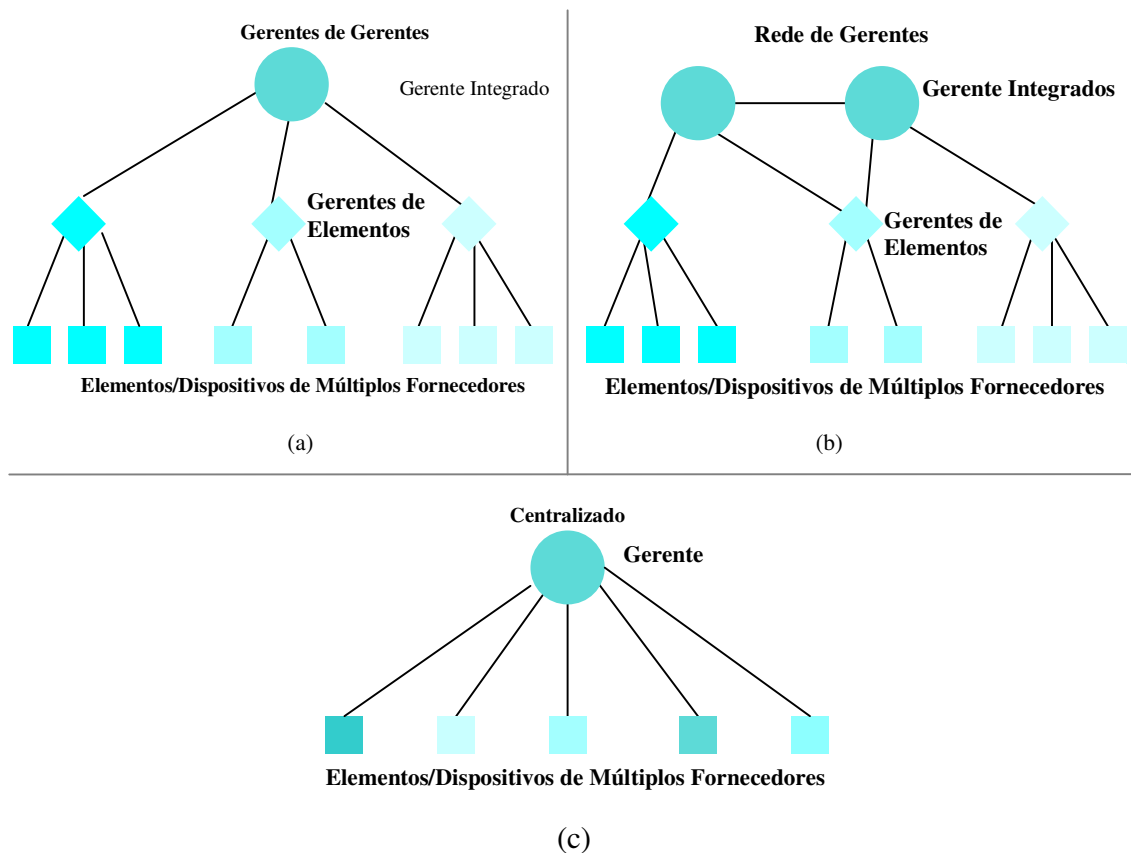 Gerentes de Gerentes
Gerente Integrado
Gerentes de
Elementos
Elementos/Dispositivos de Múltiplos Fornecedores
(a)
Rede de Gerentes
Gerente Integrados
Gerentes de
Elementos
Elementos/Dispositivos de Múltiplos Fornecedores
(b)
Centralizado
Gerente
Elementos/Dispositivos de Múltiplos Fornecedores
(c)